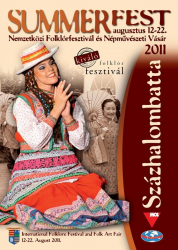 SUMMERFEST
augusztus 12-22.
Nemzetközi Folklórfesztivál és Népművészeti Vásár
2011
kiváló
folklór
fesztivál
Százhalombatta
International Folklore Festival and Folk Art Fair
12-22. August 2011.